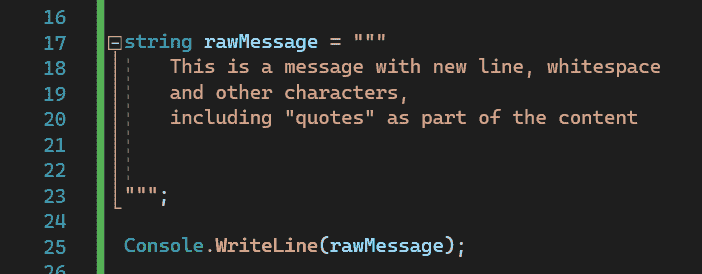 16
17 string rawMessage = """
18     This is a message with new line, whitespace
19     and other characters,
20     including "quotes" as part of the content
21
22
23 """;
24
25 Console.WriteLine(rawMessage);
26